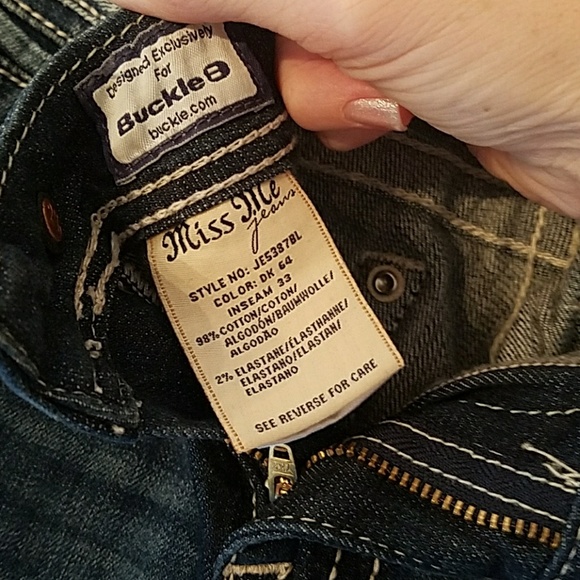 Designed Exclusively
For
Buckle B
buckle.com
Miss Me
jeans
STYLE NO: JE5387BL
COLOR: DK 64
INSEAM 33
98% COTTON/COTON/
ALGODÓN/BAUMWOLLE/
ALGODÃO
2% ELASTANE/ÉLASTHANNE/
ELASTANO/ELASTAN/
ELASTANO
SEE REVERSE FOR CARE